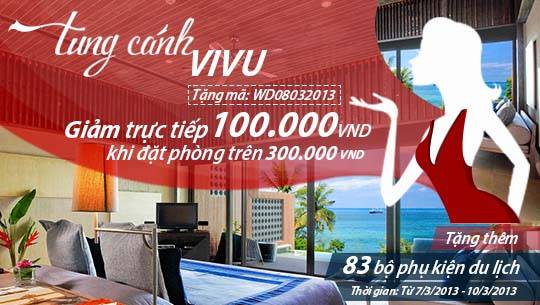 tung cánh
VIVU
Tặng mã: WD08032013
Giảm trực tiếp 100.000 VND
khi đặt phòng trên 300.000 VND
Tặng thêm
83 bộ phụ kiện du lịch
Thời gian: Từ 7/3/2013 - 10/3/2013